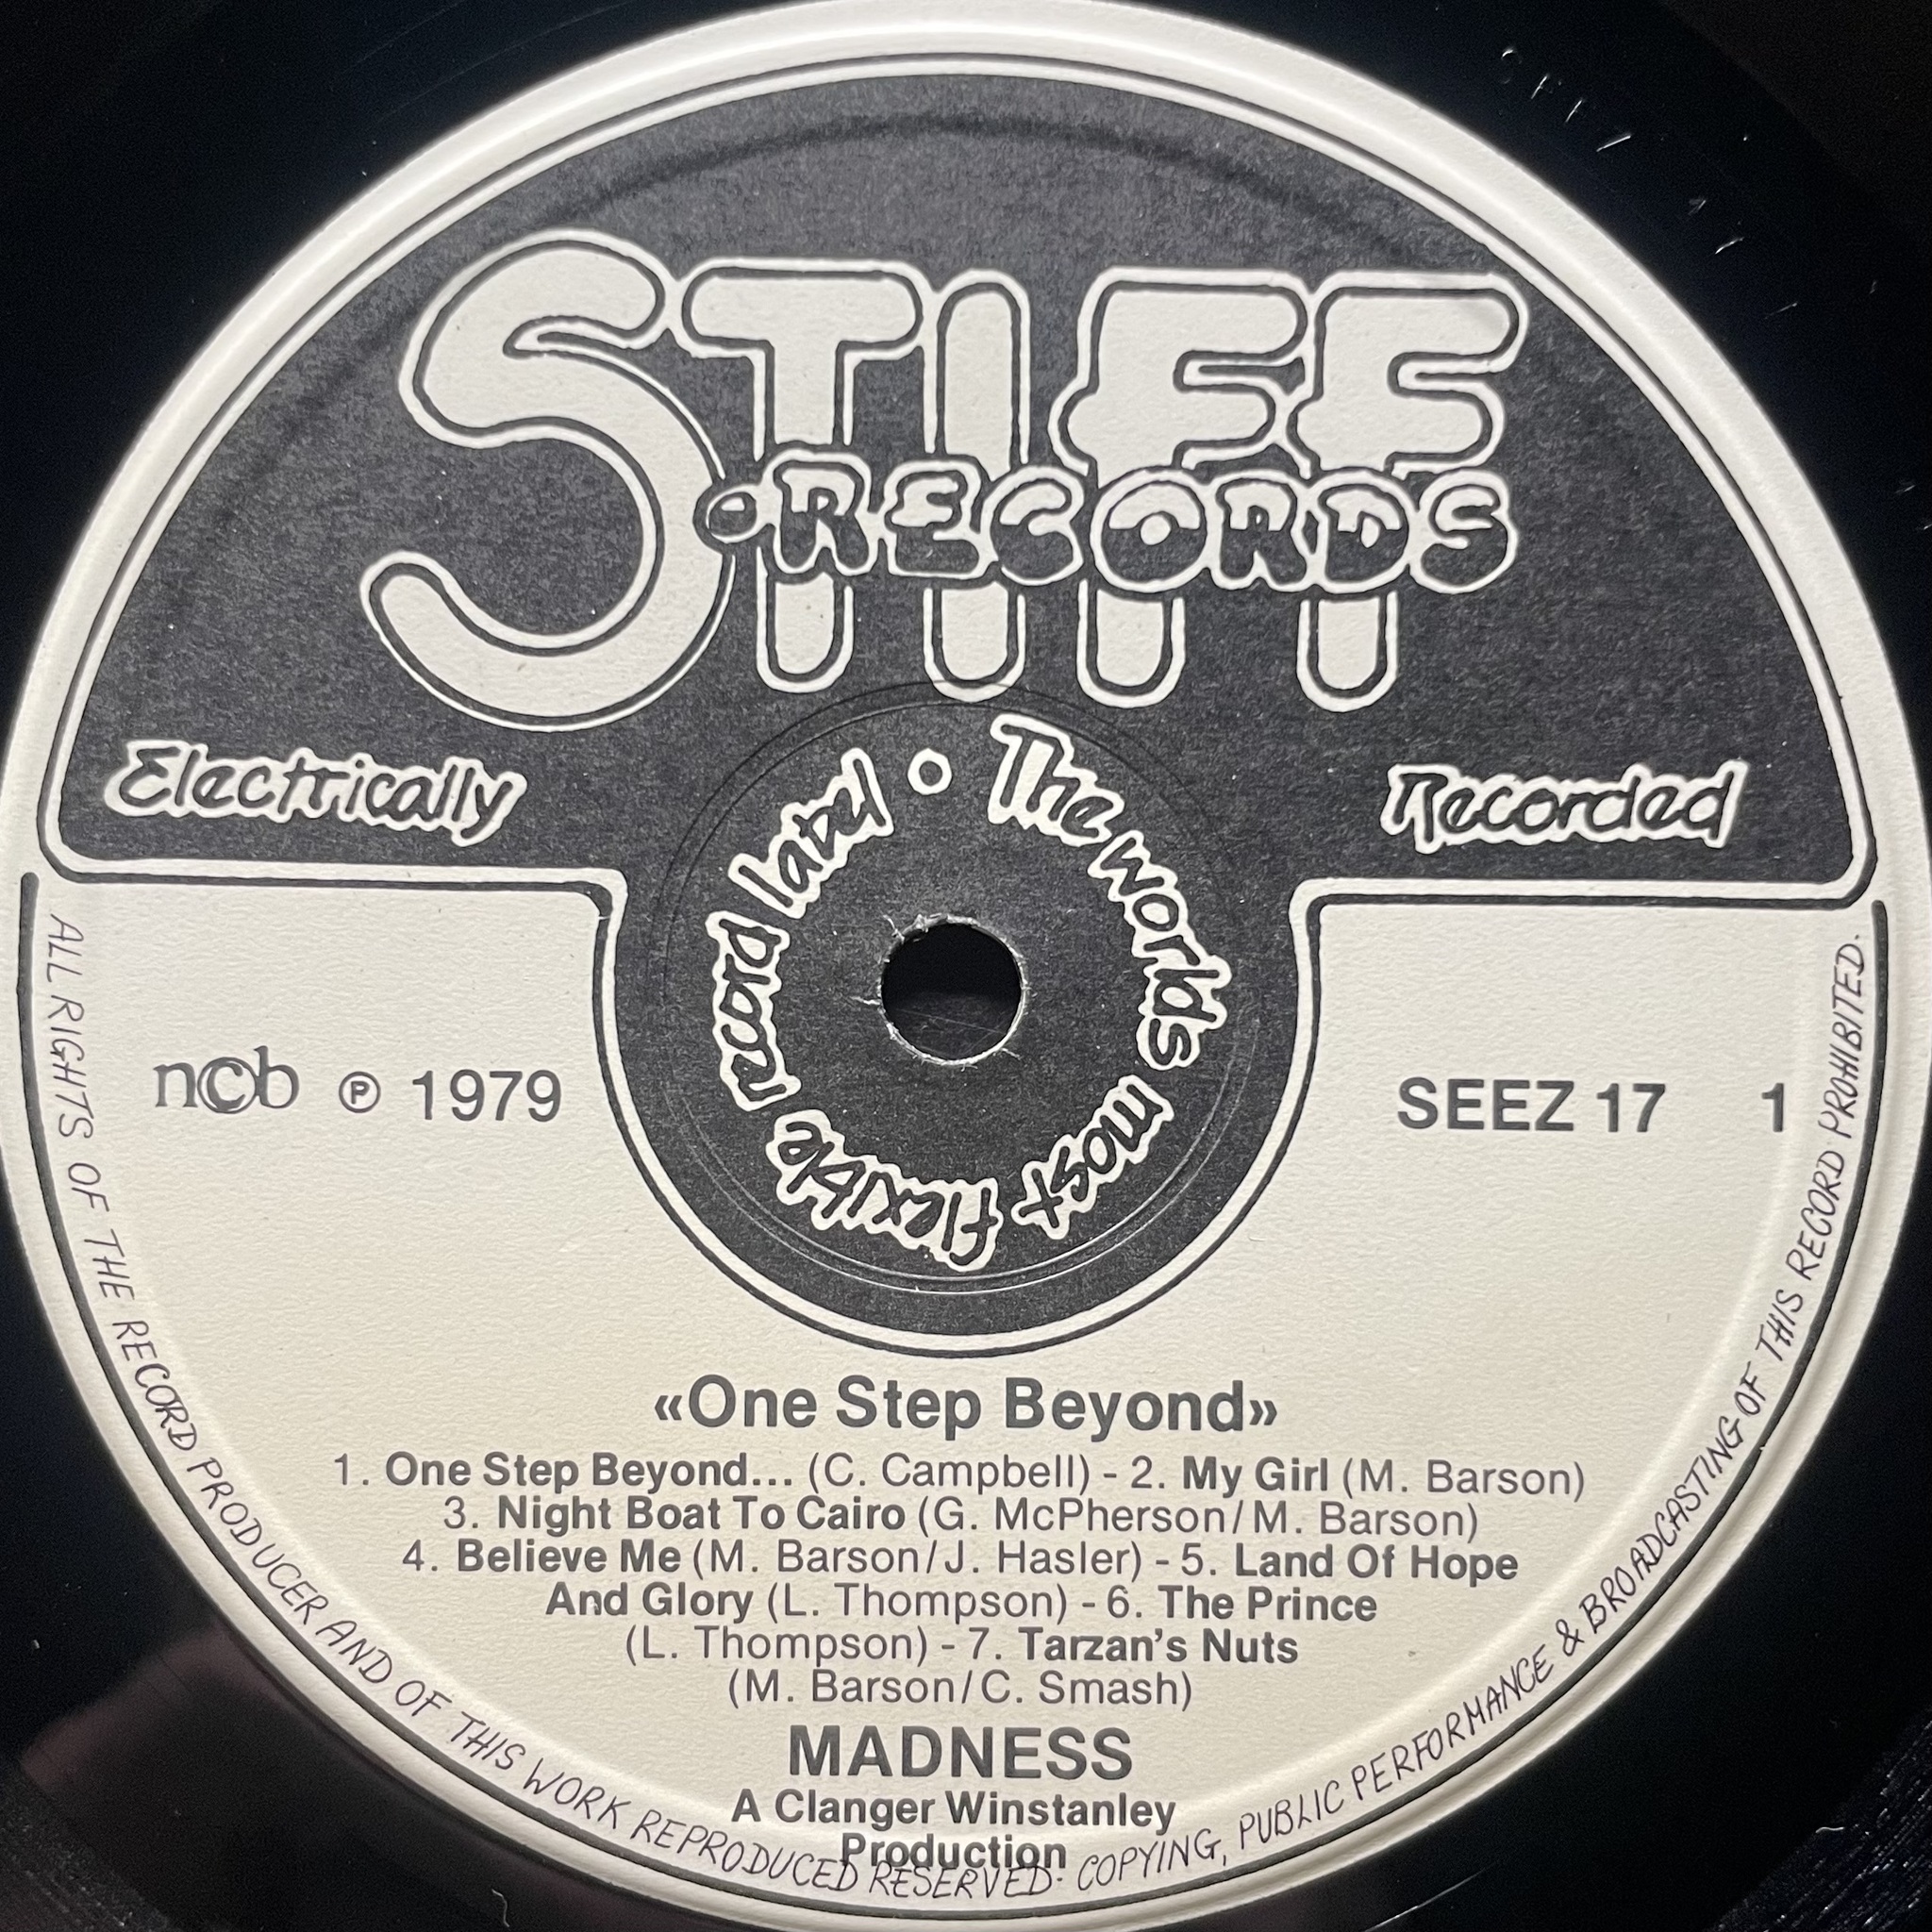 STIFF
·RECORDS
Electrically
Recorded
The worlds most flexible record label
n©b ℗ 1979
SEEZ 17 1
«One Step Beyond»
1. One Step Beyond... (C. Campbell) - 2. My Girl (M. Barson)
3. Night Boat To Cairo (G. McPherson/M. Barson)
4. Believe Me (M. Barson/J. Hasler) - 5. Land Of Hope
And Glory (L. Thompson) - 6. The Prince
(L. Thompson) - 7. Tarzan's Nuts
(M. Barson/C. Smash)
MADNESS
A Clanger Winstanley
Production
ALL RIGHTS OF THE RECORD PRODUCER AND OF THIS WORK REPRODUCED RESERVED· COPYING, PUBLIC PERFORMANCE & BROADCASTING OF THIS RECORD PROHIBITED.